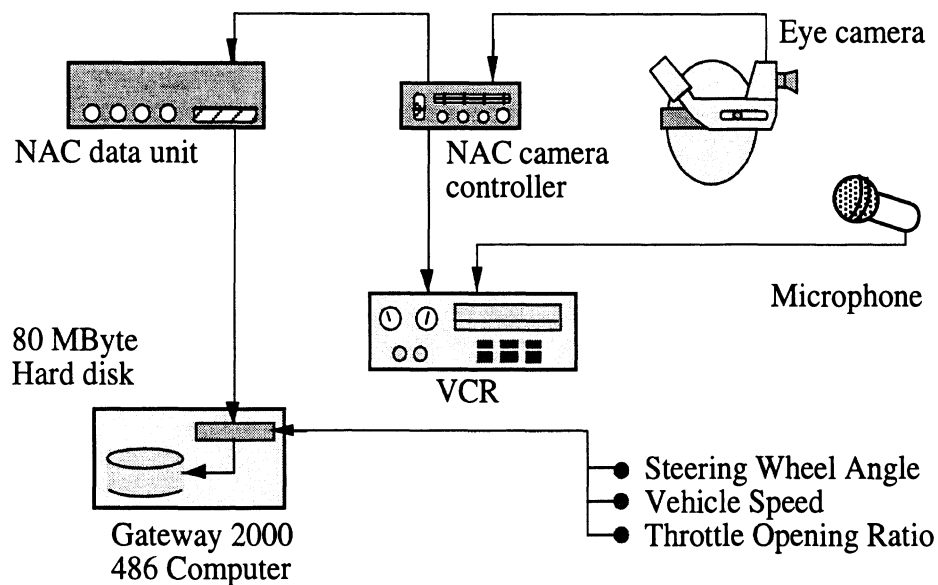 Eye camera
NAC data unit
NAC camera
controller
Microphone
80 MByte
Hard disk
VCR
Steering Wheel Angle
Vehicle Speed
Throttle Opening Ratio
Gateway 2000
486 Computer